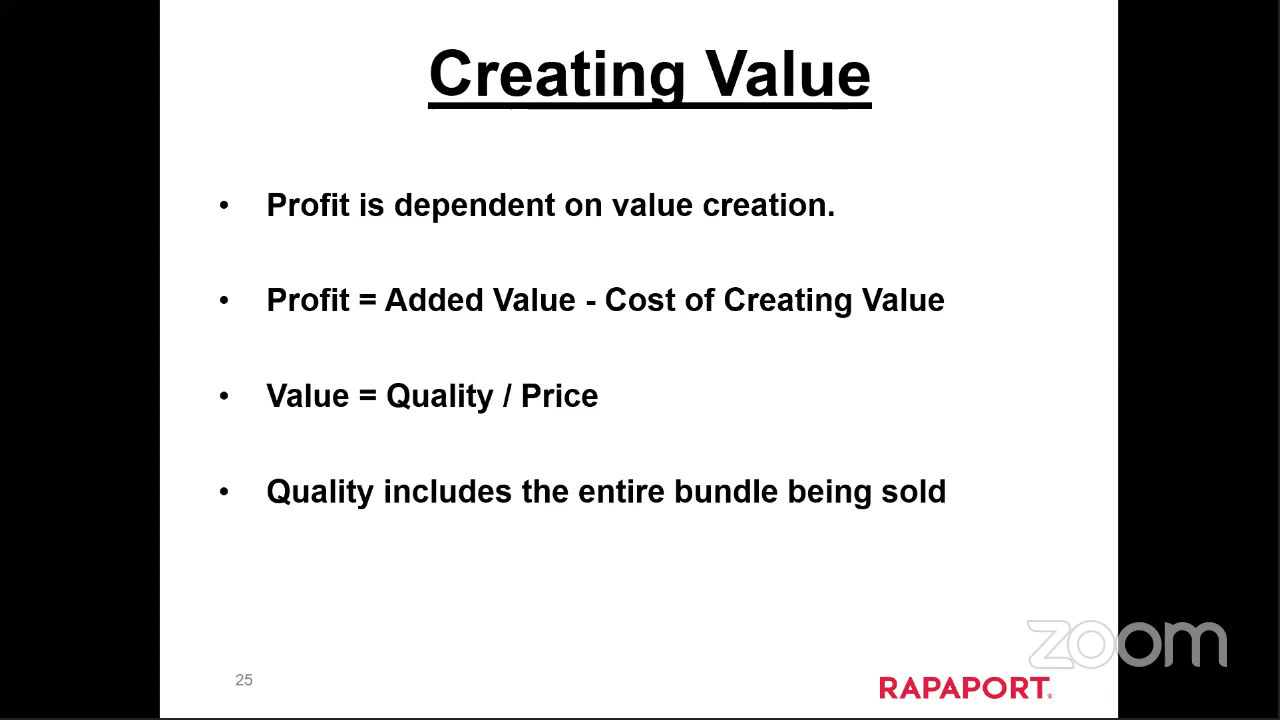 Creating Value
• Profit is dependent on value creation.
• Profit = Added Value - Cost of Creating Value
• Value = Quality / Price
• Quality includes the entire bundle being sold
zoom
25
RAPAPORT®